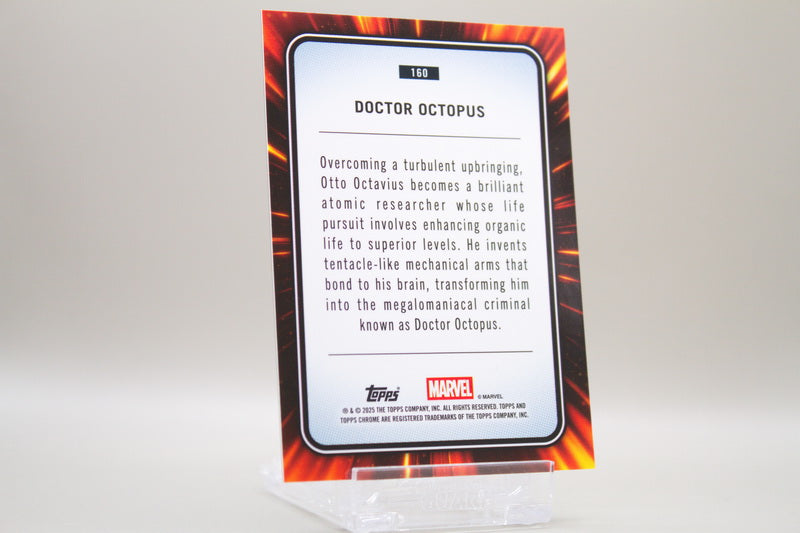 160
DOCTOR OCTOPUS
Overcoming a turbulent upbringing,
Otto Octavius becomes a brilliant
atomic researcher whose life
pursuit involves enhancing organic
life to superior levels. He invents
tentacle-like mechanical arms that
bond to his brain, transforming him
into the megalomaniacal criminal
known as Doctor Octopus.
Topps MARVEL © MARVEL
® & © 2025 THE TOPPS COMPANY, INC. ALL RIGHTS RESERVED. TOPPS AND
TOPPS CHROME ARE REGISTERED TRADEMARKS OF THE TOPPS COMPANY, INC.